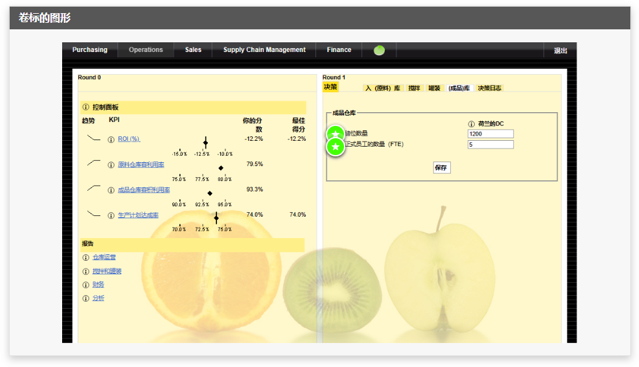 卷标的图形
Purchasing Operations Sales Supply Chain Management Finance 退出
Round 0
控制面板
趋势 KPI 你的分数 最佳得分
ROI (%) -12.2% -12.2%
-15.0 % -12.5 % -10.0 %
原料仓库容积利用率 79.5%
75.0 % 77.5 % 80.0 %
成品仓库容积利用率 93.3%
90.0 % 92.5 % 95.0 %
生产计划达成率 74.0% 74.0%
70.0 % 72.5 % 75.0 %
报告
仓库运营
搅拌和灌装
财务
分析
Round 1
决策 入（原料）库 搅拌 罐装 (成品)库 决策日志
成品仓库
荷兰的DC
位数量 1200
正式员工的数量（FTE） 5
保存